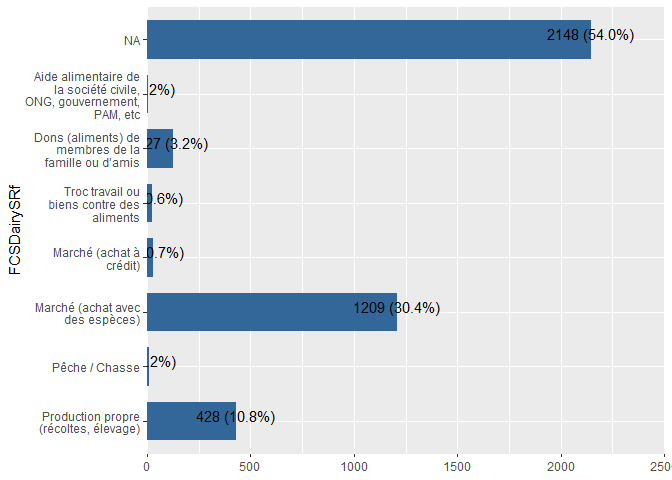 NA
2148 (54.0%)
Aide alimentaire de
la société civile,
ONG, gouvernement,
PAM, etc
2%)
Dons (aliments) de
membres de la
famille ou d'amis
27 (3.2%)
Troc travail ou
biens contre des
aliments
0.6%)
Marché (achat à
crédit)
0.7%)
Marché (achat avec
des espèces)
1209 (30.4%)
Pêche / Chasse
2%)
Production propre
(récoltes, élevage)
428 (10.8%)
FCSDairySRf
0
500
1000
1500
2000
2500